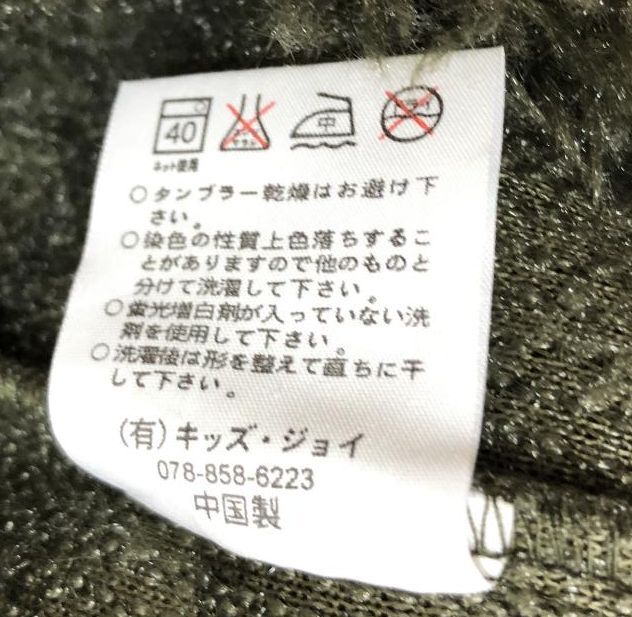 40
中
ドライ
ネット使用
○タンブラー乾燥はお避け下
さい。
○染色の性質上色落ちするこ
とがありますので他のものと
分けて洗濯して下さい。
○蛍光増白剤が入っていない洗
剤を使用して下さい。
○洗濯後は形を整えて直ちに干
して下さい。
(有)キッズ・ジョイ
078-858-6223
中国製